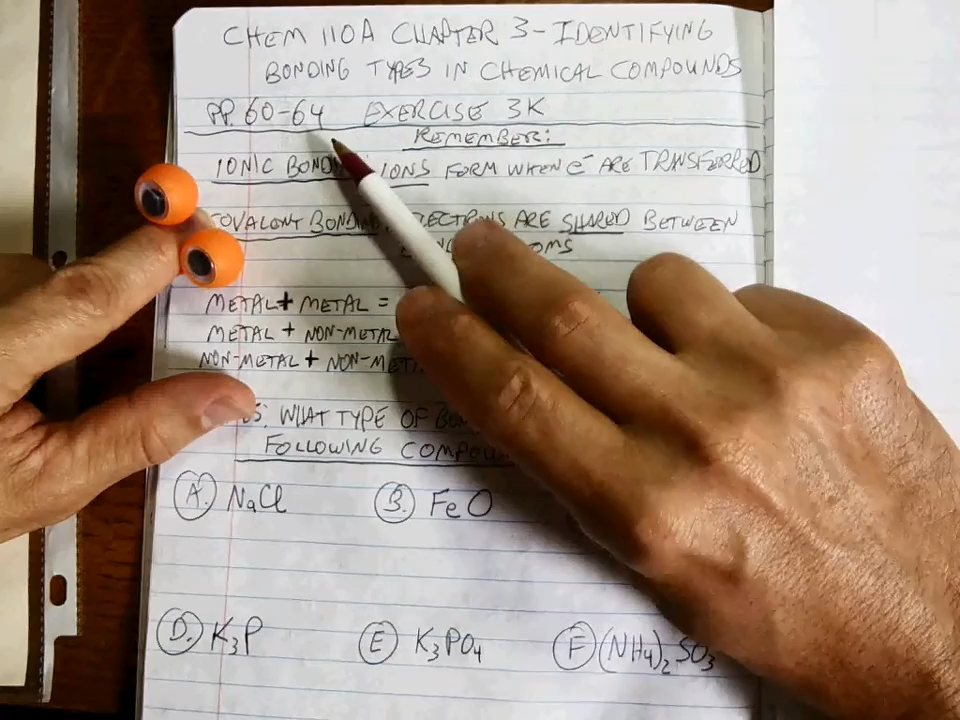 CHEM 110A CHAPTER 3 - IDENTIFYING
BONDING TYPES IN CHEMICAL COMPOUNDS
PP. 60-64 EXERCISE 3K
REMEMBER:
IONIC IONS FORM WHEN e- ARE TRANSFERRED
COVALENT ARE SHARED BETWEEN
METAL + METAL =
METAL + NON-METAL
NON-METAL +
WHAT TYPE OF
FOLLOWING
A. NaCl B. FeO
D. K3P E K3PO4 F (NH4)2SO3